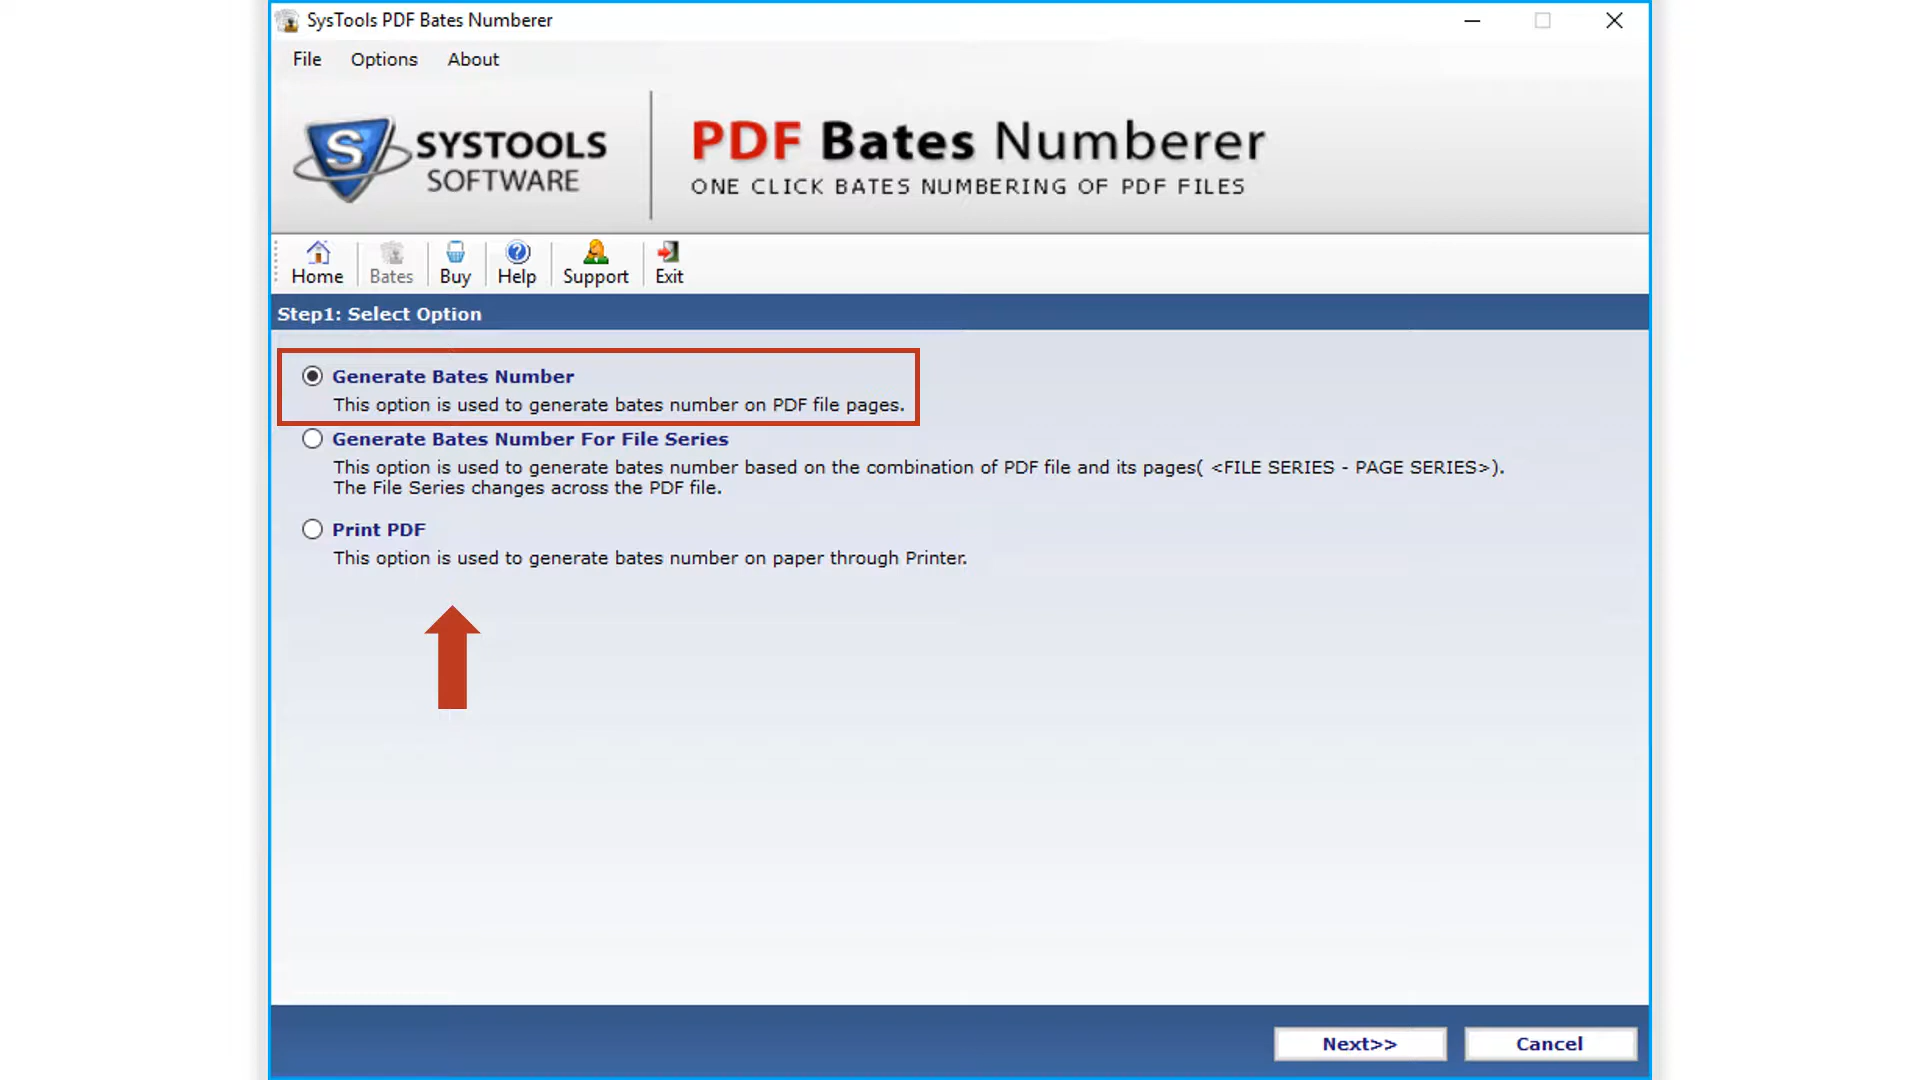 SysTools PDF Bates Numberer
File Options About
S
SYSTOOLS
SOFTWARE
PDF Bates Numberer
ONE CLICK BATES NUMBERING OF PDF FILES
Home Bates Buy Help Support Exit
Step1: Select Option
Generate Bates Number
This option is used to generate bates number on PDF file pages.
Generate Bates Number For File Series
This option is used to generate bates number based on the combination of PDF file and its pages( <FILE SERIES - PAGE SERIES>).
The File Series changes across the PDF file.
Print PDF
This option is used to generate bates number on paper through Printer.
Next>> Cancel